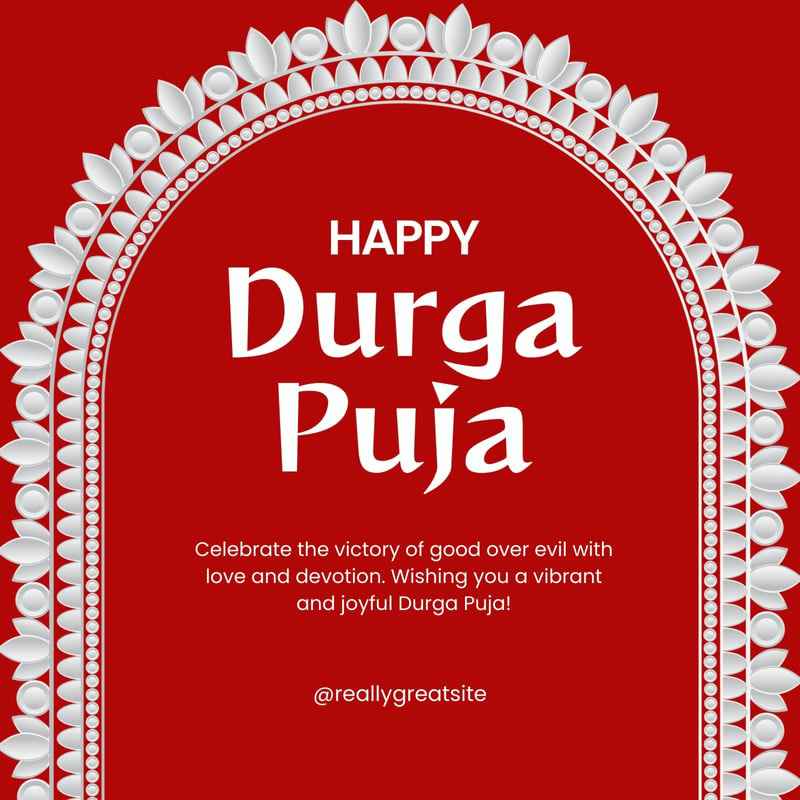 HAPPY
Durga
Puja
Celebrate the victory of good over evil with
love and devotion. Wishing you a vibrant
and joyful Durga Puja!
@reallygreatsite